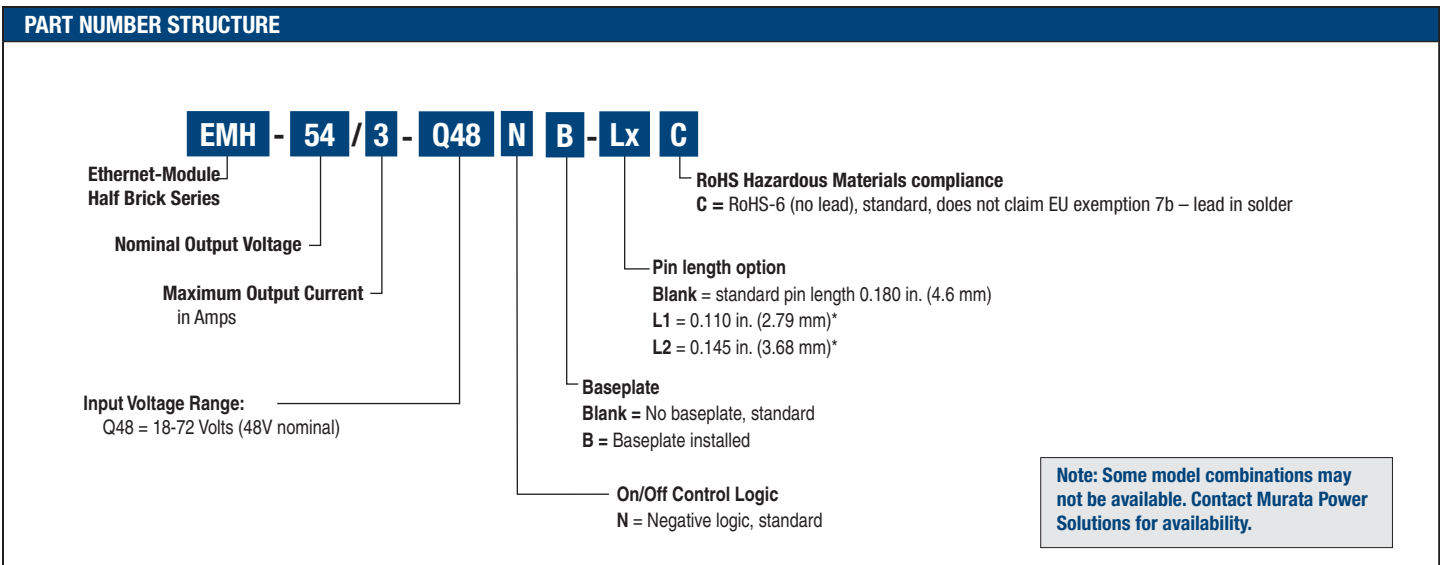 PART NUMBER STRUCTURE
EMH - 54 / 3 - Q48 N B - Lx C
Ethernet-Module
Half Brick Series
Nominal Output Voltage
Maximum Output Current
in Amps
Input Voltage Range:
Q48 = 18-72 Volts (48V nominal)
RoHS Hazardous Materials compliance
C = RoHS-6 (no lead), standard, does not claim EU exemption 7b – lead in solder
Pin length option
Blank = standard pin length 0.180 in. (4.6 mm)
L1 = 0.110 in. (2.79 mm)*
L2 = 0.145 in. (3.68 mm)*
Baseplate
Blank = No baseplate, standard
B = Baseplate installed
On/Off Control Logic
N = Negative logic, standard
Note: Some model combinations may
not be available. Contact Murata Power
Solutions for availability.